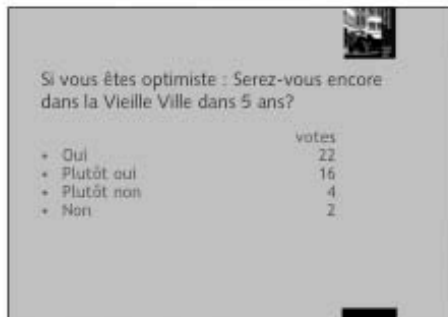 Si vous êtes optimiste : Serez-vous encore
dans la Vieille Ville dans 5 ans?
votes
• Oui 22
• Plutôt oui 16
• Plutôt non 4
• Non 2